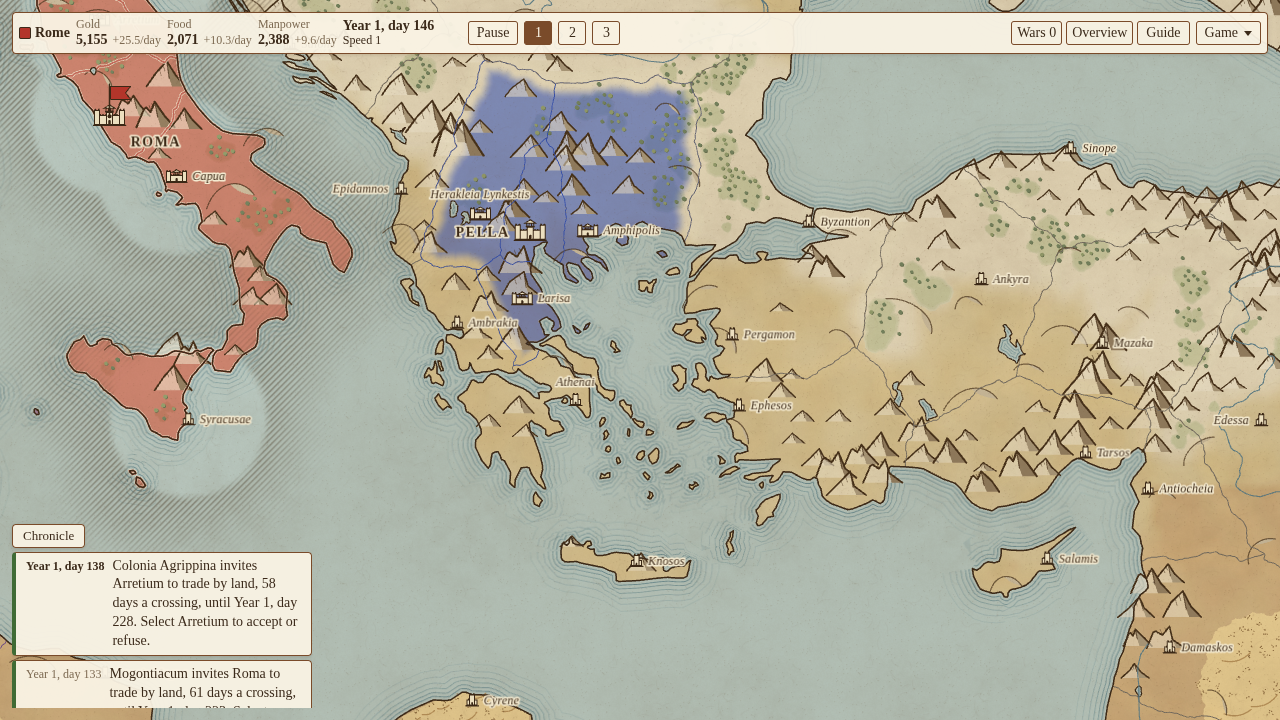 Rome
Gold
5,155 +25.5/day
Food
2,071 +10.3/day
Manpower
2,388 +9.6/day
Year 1, day 146
Speed 1
Pause
1
2
3
Wars 0
Overview
Guide
Game
ROMA
Capua
Syracusae
Epidamnos
Herakleia Lynkestis
PELLA
Amphipolis
Larisa
Ambrakia
Athenai
Knosos
Cyrene
Byzantion
Sinope
Ankyra
Pergamon
Ephesos
Mazaka
Edessa
Tarsos
Antiocheia
Salamis
Damaskos
Chronicle
Year 1, day 138
Colonia Agrippina invites
Arretium to trade by land, 58
days a crossing, until Year 1, day
228. Select Arretium to accept or
refuse.
Year 1, day 133
Mogontiacum invites Roma to
trade by land, 61 days a crossing,